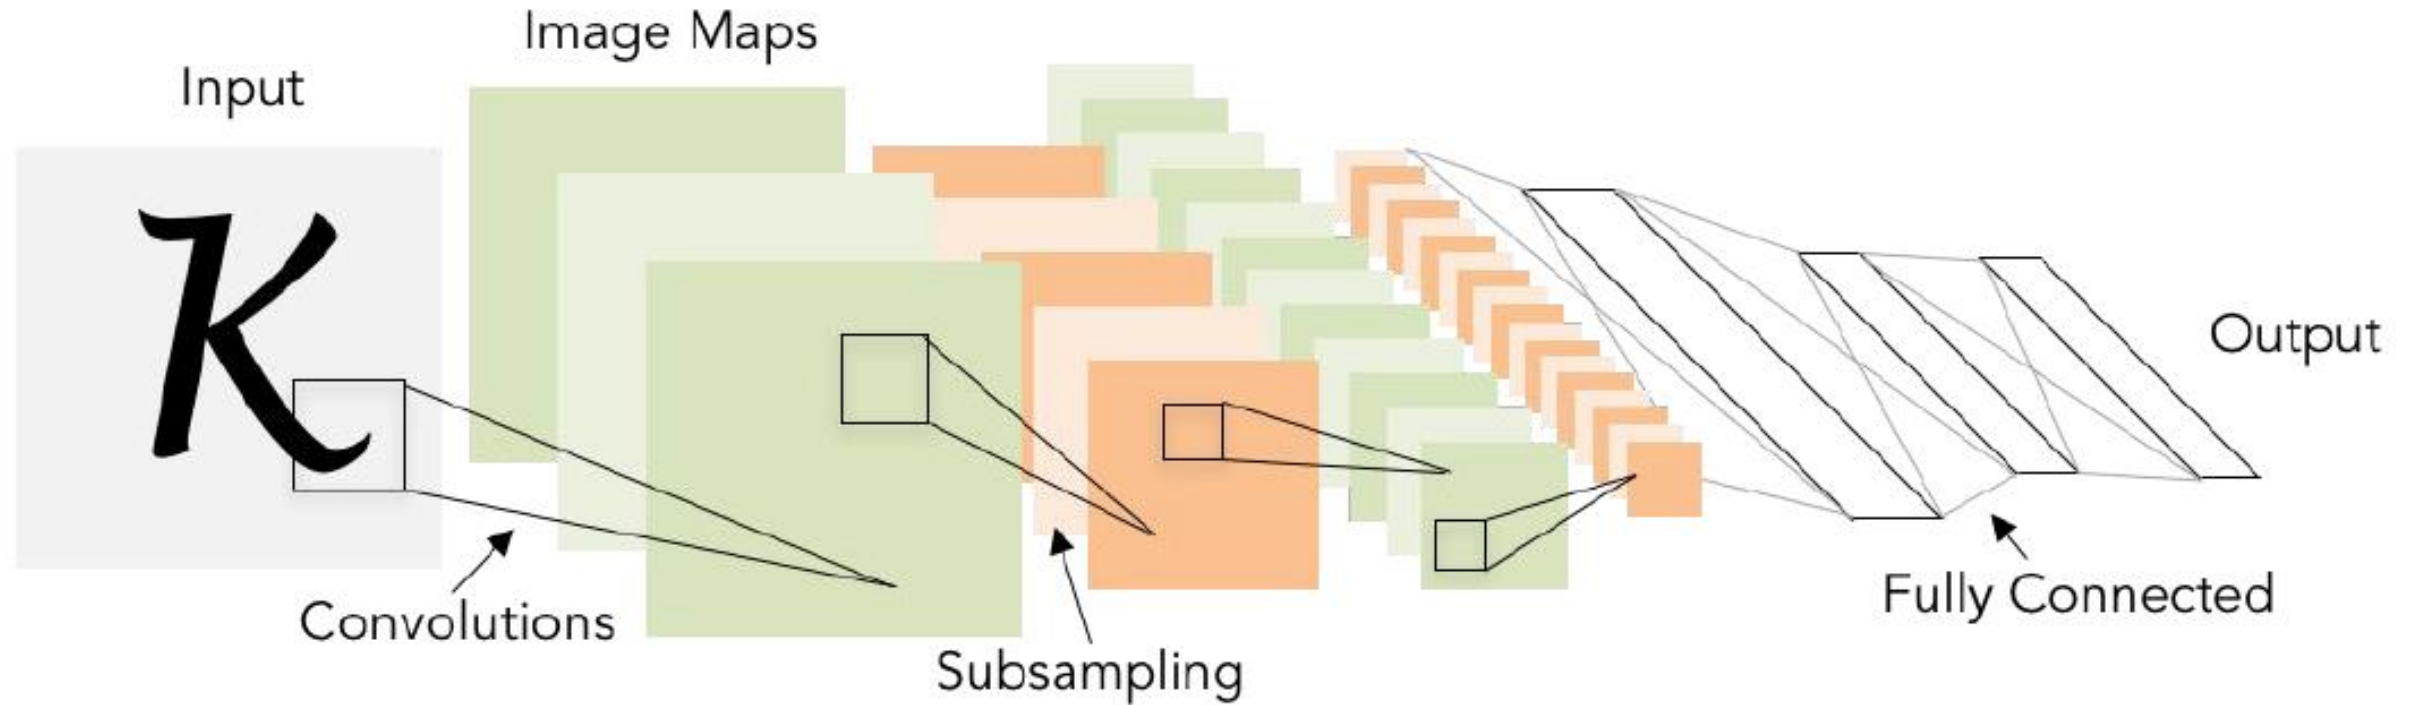 Image Maps
Input
K
Output
Convolutions
Fully Connected
Subsampling